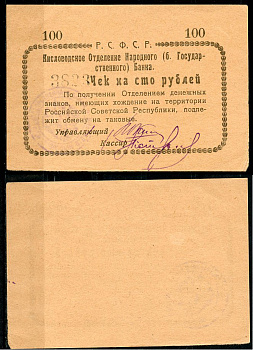 100 100
Р. С. Ф. С. Р.
Кисловодское Отделение Народного (б. Государ-
ственного) Банка.
3828
Чек на сто рублей
По получении Отделением денежных
знаков, имеющих хождение на территории
Российской Советской Республики, подле-
жит обмену на таковые.
Управляющий
Кассир